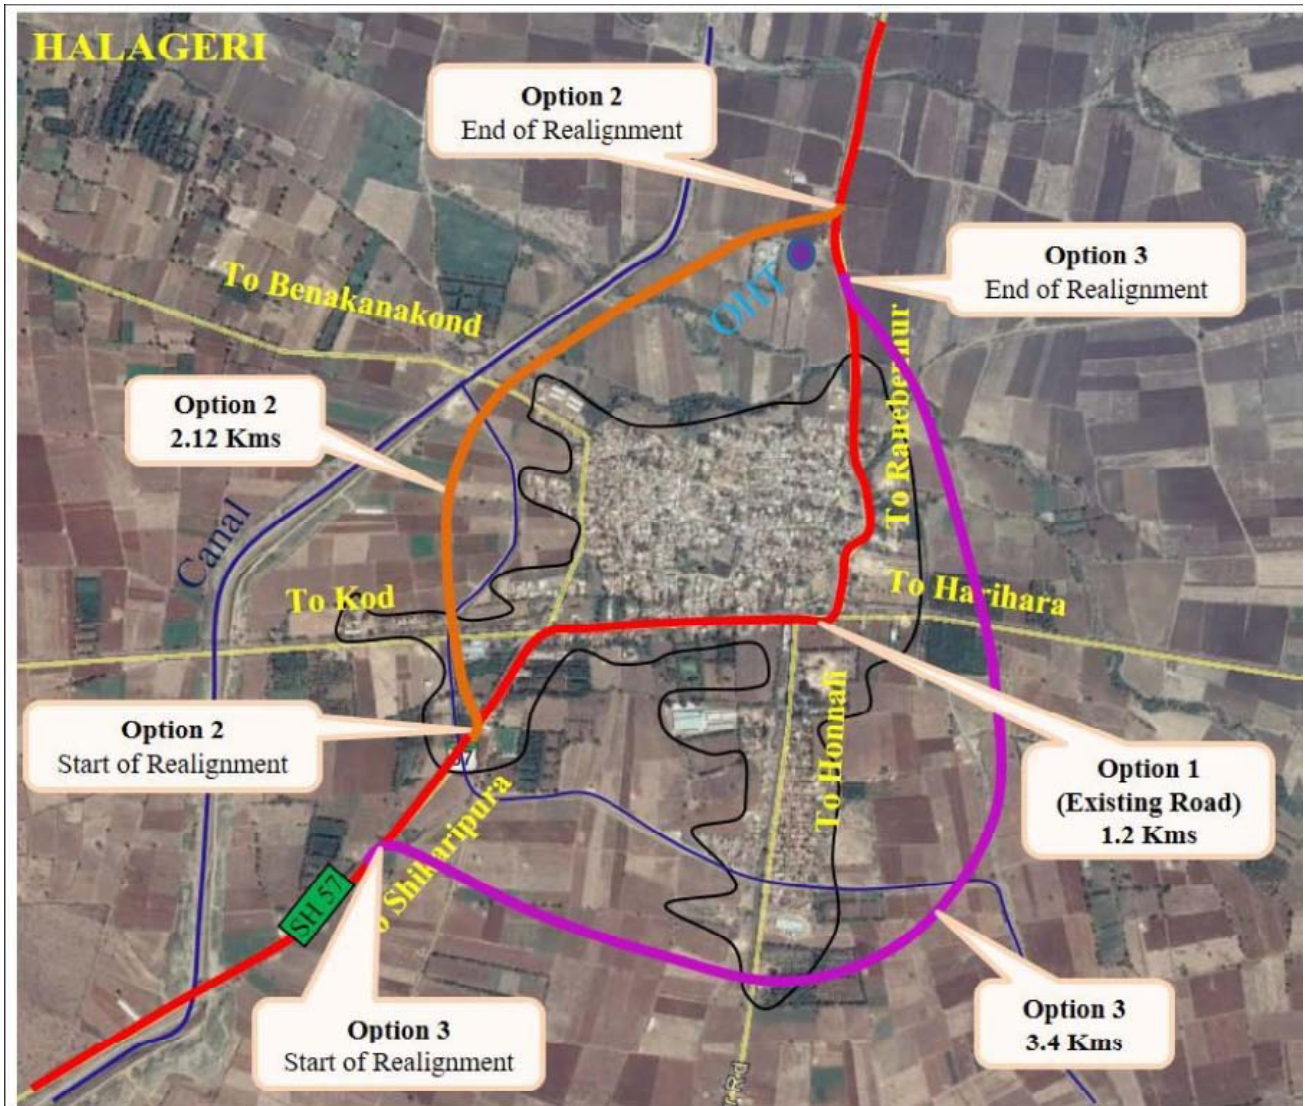 HALAGERI
Option 2
End of Realignment
Option 3
End of Realignment
To Benakanakond
OHT
To Ranebennur
Option 2
2.12 Kms
Canal
To Kod
To Harihara
Option 2
Start of Realignment
57
To Honnali
Option 1
(Existing Road)
1.2 Kms
To Shikaripura
SH 57
Option 3
Start of Realignment
Option 3
3.4 Kms